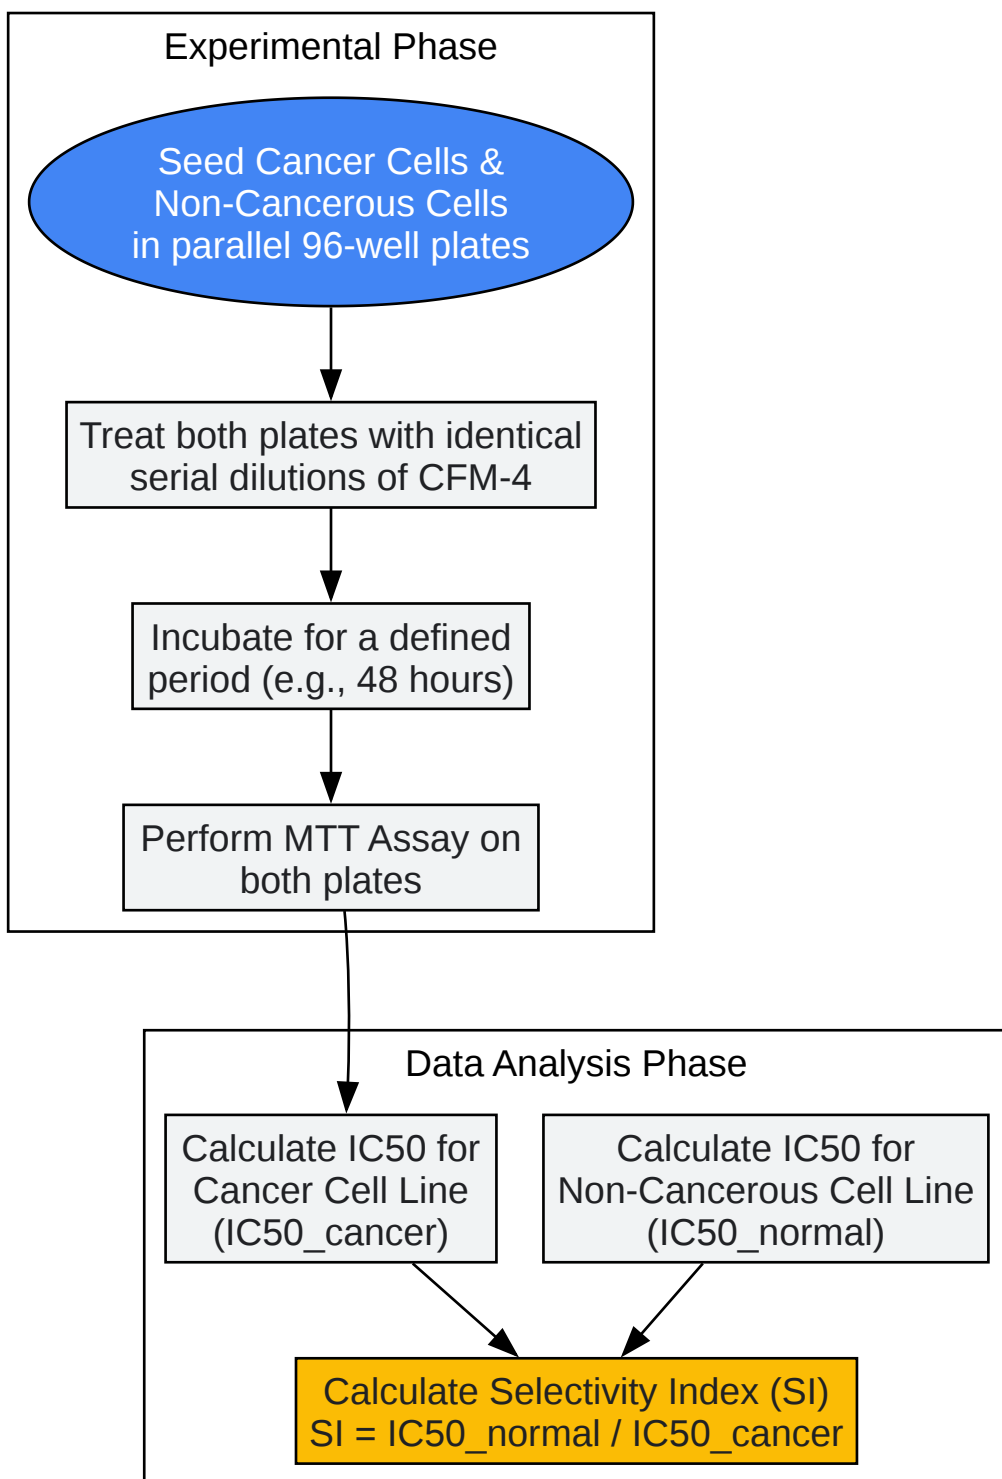 Experimental Phase
Seed Cancer Cells &
Non-Cancerous Cells
in parallel 96-well plates
Treat both plates with identical
serial dilutions of CFM-4
Incubate for a defined
period (e.g., 48 hours)
Perform MTT Assay on
both plates
Data Analysis Phase
Calculate IC50 for
Cancer Cell Line
(IC50_cancer)
Calculate IC50 for
Non-Cancerous Cell Line
(IC50_normal)
Calculate Selectivity Index (SI)
SI = IC50_normal / IC50_cancer